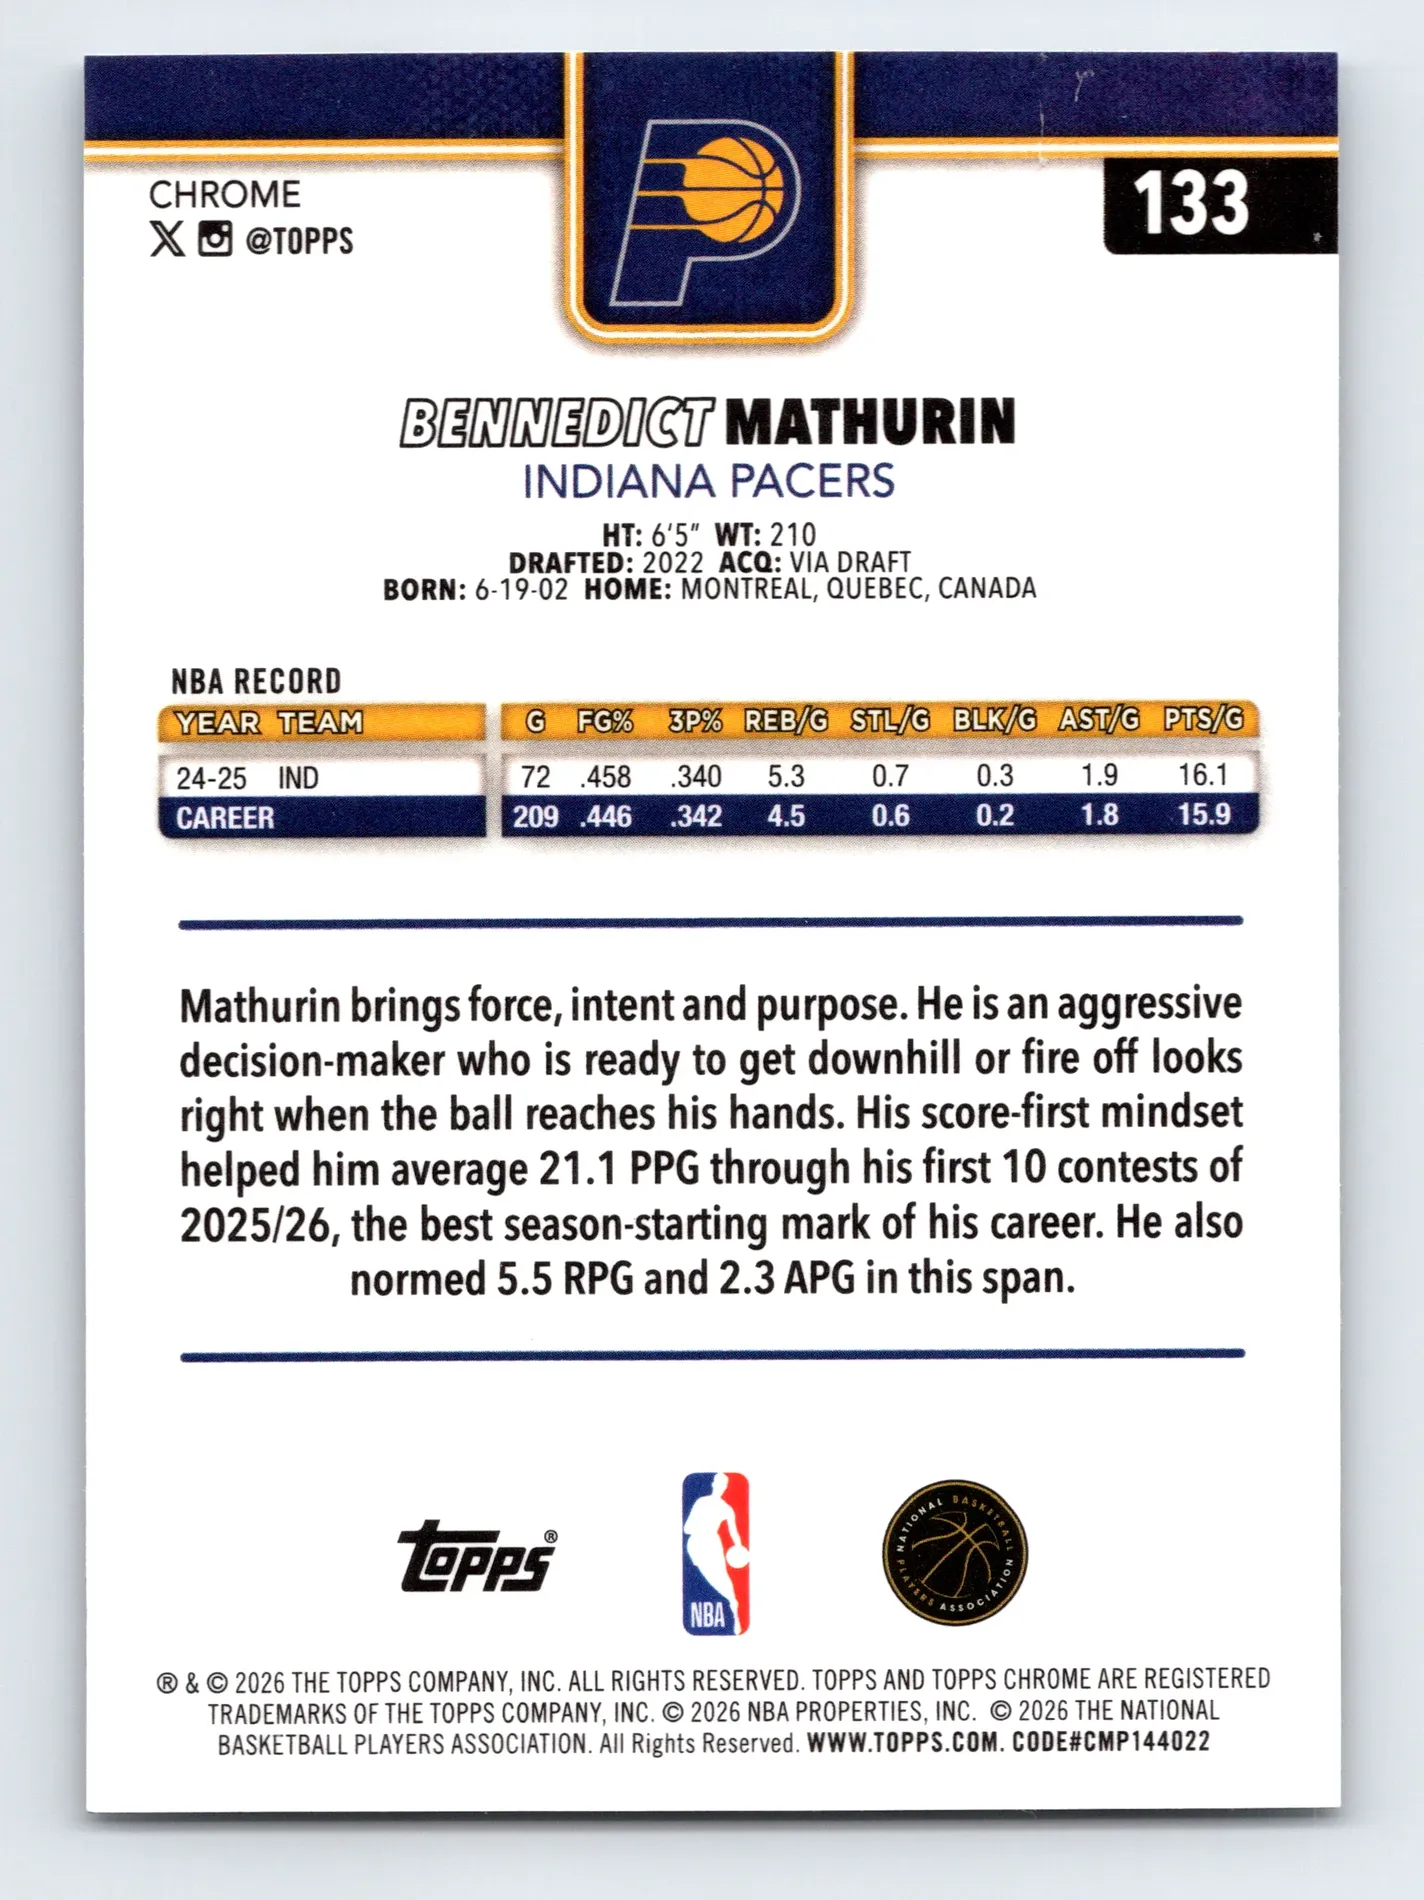 CHROME
@TOPPS
133
BENNEDICT MATHURIN
INDIANA PACERS
HT: 6'5" WT: 210
DRAFTED: 2022 ACQ: VIA DRAFT
BORN: 6-19-02 HOME: MONTREAL, QUEBEC, CANADA
NBA RECORD
YEAR TEAM G FG% 3P% REB/G STL/G BLK/G AST/G PTS/G
24-25 IND 72 .458 .340 5.3 0.7 0.3 1.9 16.1
CAREER 209 .446 .342 4.5 0.6 0.2 1.8 15.9
Mathurin brings force, intent and purpose. He is an aggressive
decision-maker who is ready to get downhill or fire off looks
right when the ball reaches his hands. His score-first mindset
helped him average 21.1 PPG through his first 10 contests of
2025/26, the best season-starting mark of his career. He also
normed 5.5 RPG and 2.3 APG in this span.
TOPPS®
NBA
NATIONAL BASKETBALL PLAYERS ASSOCIATION
® & © 2026 THE TOPPS COMPANY, INC. ALL RIGHTS RESERVED. TOPPS AND TOPPS CHROME ARE REGISTERED
TRADEMARKS OF THE TOPPS COMPANY, INC. © 2026 NBA PROPERTIES, INC. © 2026 THE NATIONAL
BASKETBALL PLAYERS ASSOCIATION. All Rights Reserved. WWW.TOPPS.COM. CODE#CMP144022